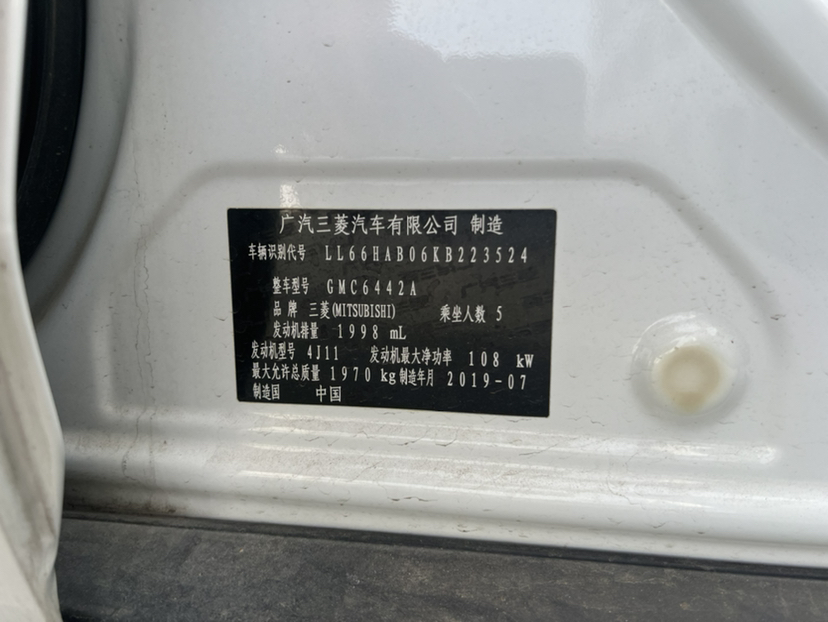 广汽三菱汽车有限公司 制造
车辆识别代号 LL66HAB06KB223524
整车型号 GMC6442A
品 牌 三菱(MITSUBISHI) 乘坐人数 5
发动机排量 1998 mL
发动机型号 4J11 发动机最大净功率 108 kW
最大允许总质量 1970 kg 制造年月 2019-07
制造国 中国